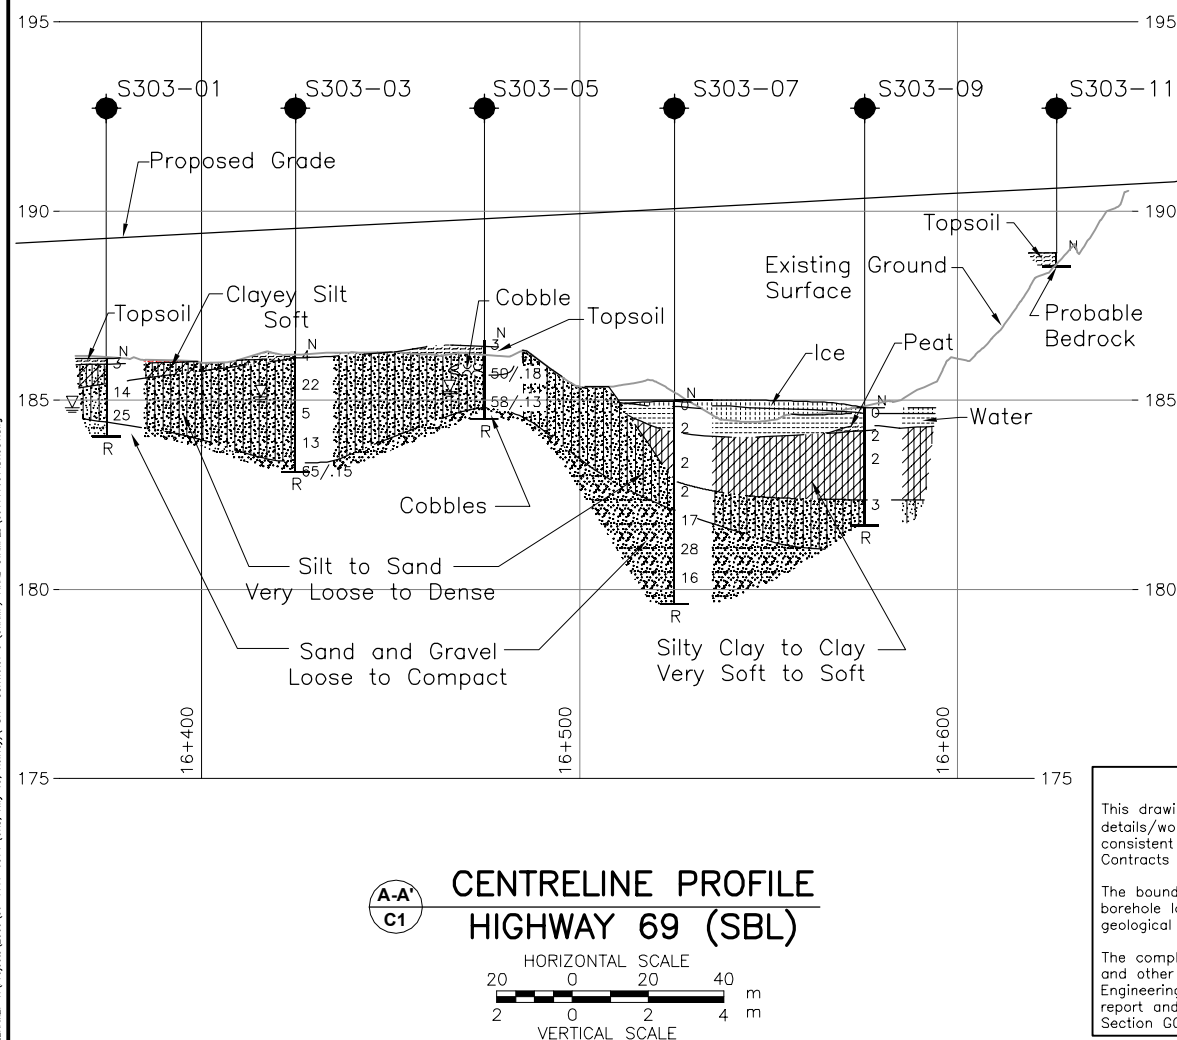 195
195
S303-01
S303-03
S303-05
S303-07
S303-09
S303-11
Proposed Grade
190
190
Topsoil
N
Existing Ground
Surface
Probable
Bedrock
Clayey Silt
Soft
Cobble
Topsoil
Topsoil
Ice
Peat
Water
N
3
14
25
R
N
4
22
5
13
65/.15
R
N
3
50/.18
58/.13
R
N
0
2
2
2
17
28
16
R
N
0
2
2
3
R
185
185
Cobbles
Silt to Sand
Very Loose to Dense
180
180
Sand and Gravel
Loose to Compact
Silty Clay to Clay
Very Soft to Soft
16+400
16+500
16+600
175
175
A-A'
C1
CENTRELINE PROFILE
HIGHWAY 69 (SBL)
HORIZONTAL SCALE
20 0 20 40 m
2 0 2 4 m
VERTICAL SCALE
This drawi
details/wo
consistent
Contracts
The bound
borehole lo
geological
The compl
and other
Engineering
report and
Section GC